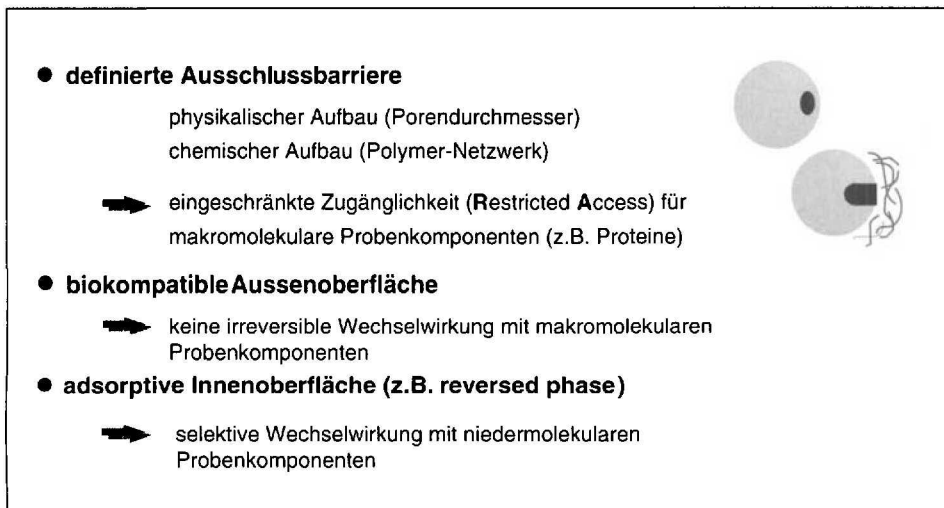 ● definierte Ausschlussbarriere
physikalischer Aufbau (Porendurchmesser)
chemischer Aufbau (Polymer-Netzwerk)
eingeschränkte Zugänglichkeit (Restricted Access) für
makromolekulare Probenkomponenten (z.B. Proteine)
● biokompatible Aussenoberfläche
keine irreversible Wechselwirkung mit makromolekularen
Probenkomponenten
● adsorptive Innenoberfläche (z.B. reversed phase)
selektive Wechselwirkung mit niedermolekularen
Probenkomponenten